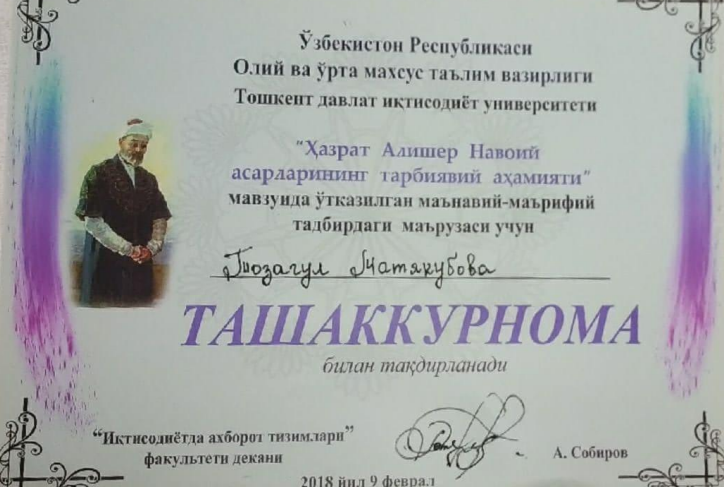 Ўзбекистон Республикаси
Олий ва ўрта махсус таълим вазирлиги
Тошкент давлат иқтисодиёт университети
"Ҳазрат Алишер Навоий
асарларининг тарбиявий аҳамияти"
мавзуида ўтказилган маънавий-маърифий
тадбирдаги маърузаси учун
Тозагул Матякубова
ТАШАККУРНОМА
билан тақдирланади
"Иқтисодиётда ахборот тизимлари"
факультети декани
А. Собиров
2018 йил 9 феврал